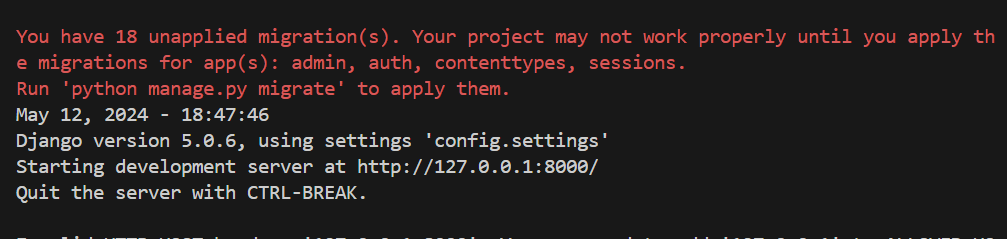 You have 18 unapplied migration(s). Your project may not work properly until you apply th
e migrations for app(s): admin, auth, contenttypes, sessions.
Run 'python manage.py migrate' to apply them.
May 12, 2024 - 18:47:46
Django version 5.0.6, using settings 'config.settings'
Starting development server at http://127.0.0.1:8000/
Quit the server with CTRL-BREAK.